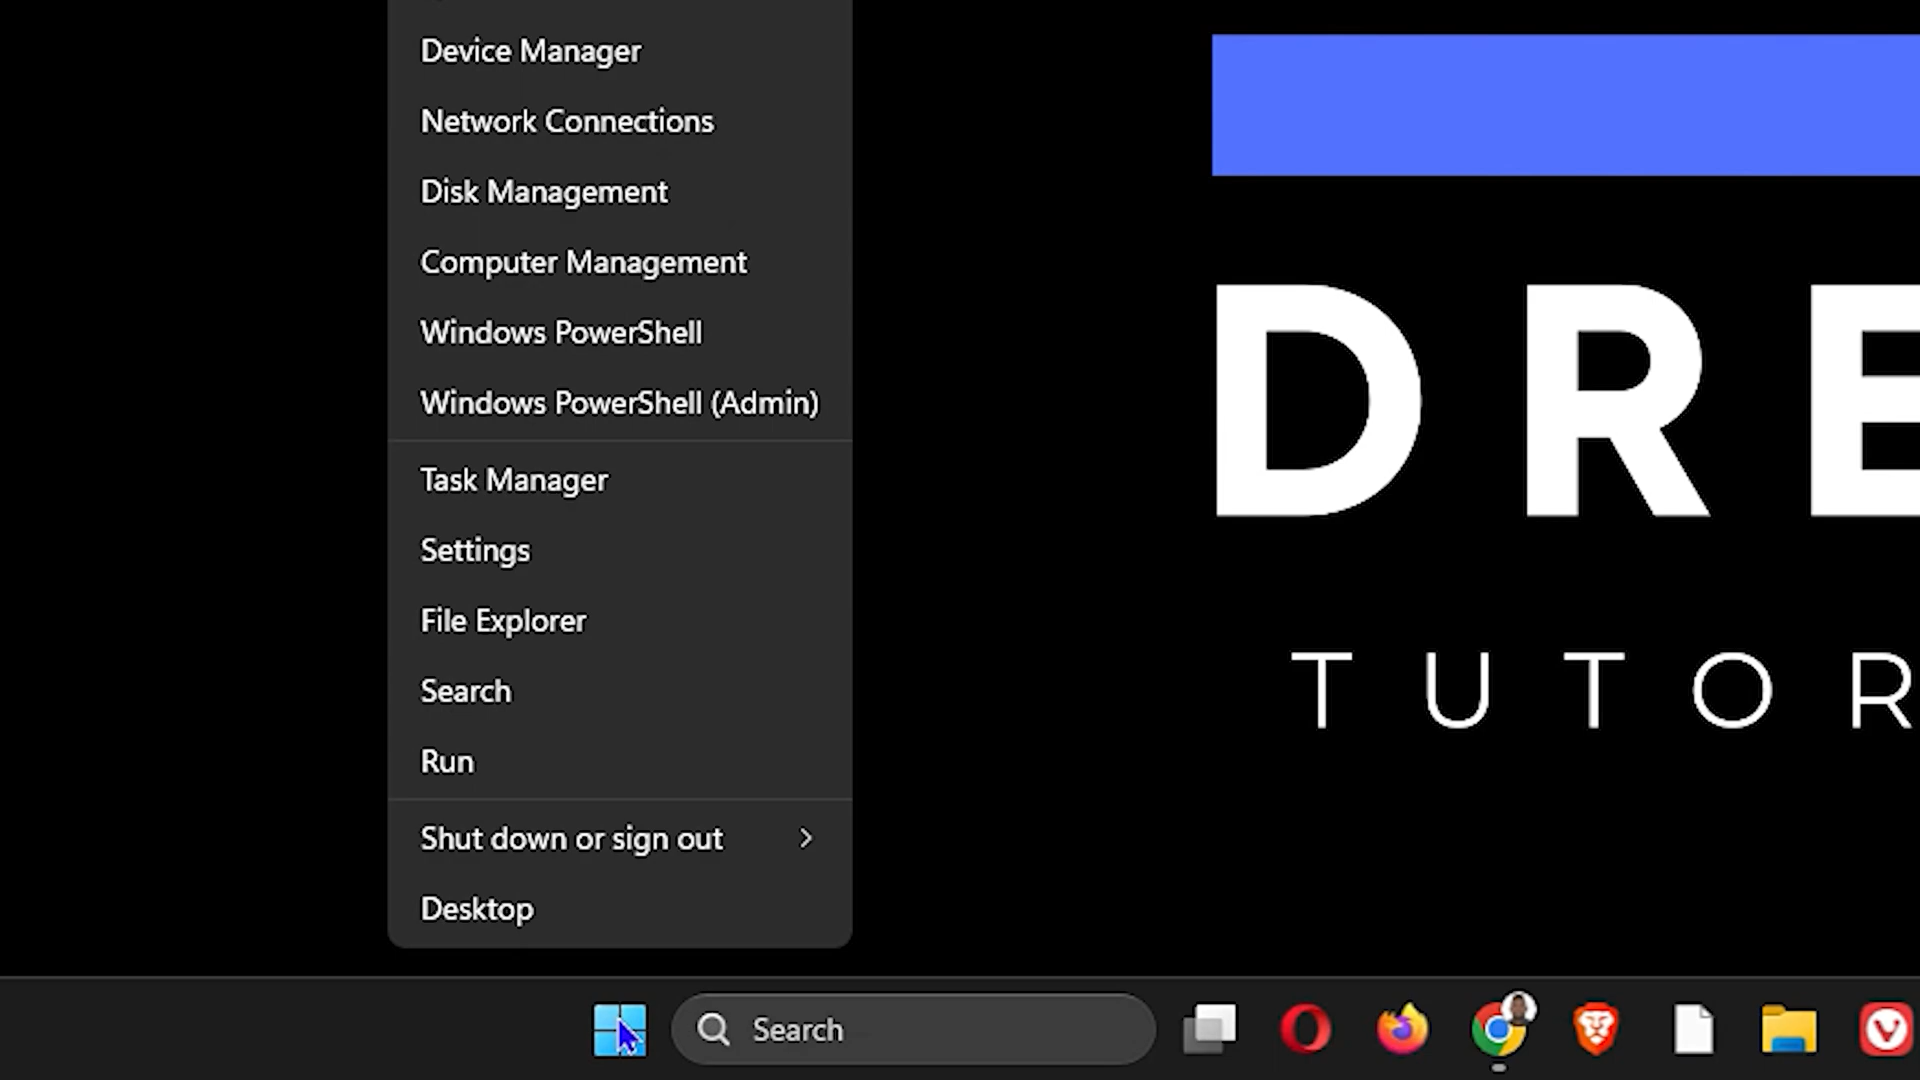 Device Manager
Network Connections
Disk Management
Computer Management
Windows PowerShell
Windows PowerShell (Admin)
Task Manager
Settings
File Explorer
Search
Run
Shut down or sign out
Desktop
DRE
TUTOR
Search